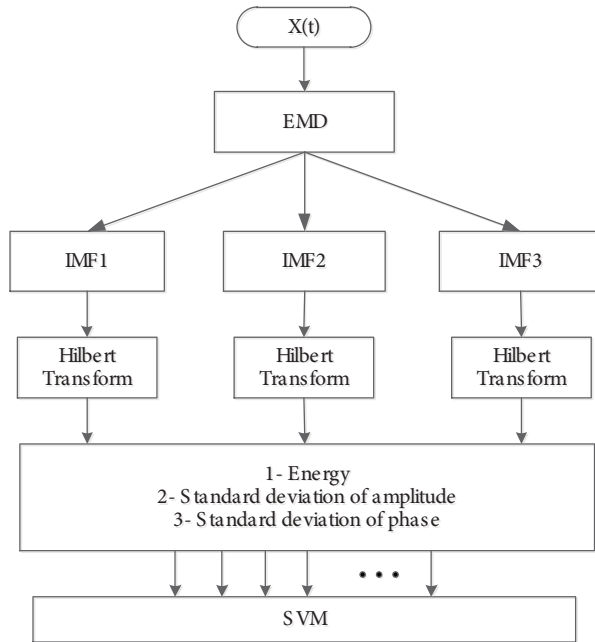 X(t)
EMD
IMF1
IMF2
IMF3
Hilbert
Transform
Hilbert
Transform
Hilbert
Transform
1- Energy
2- Standard deviation of amplitude
3- Standard deviation of phase
• • •
SVM